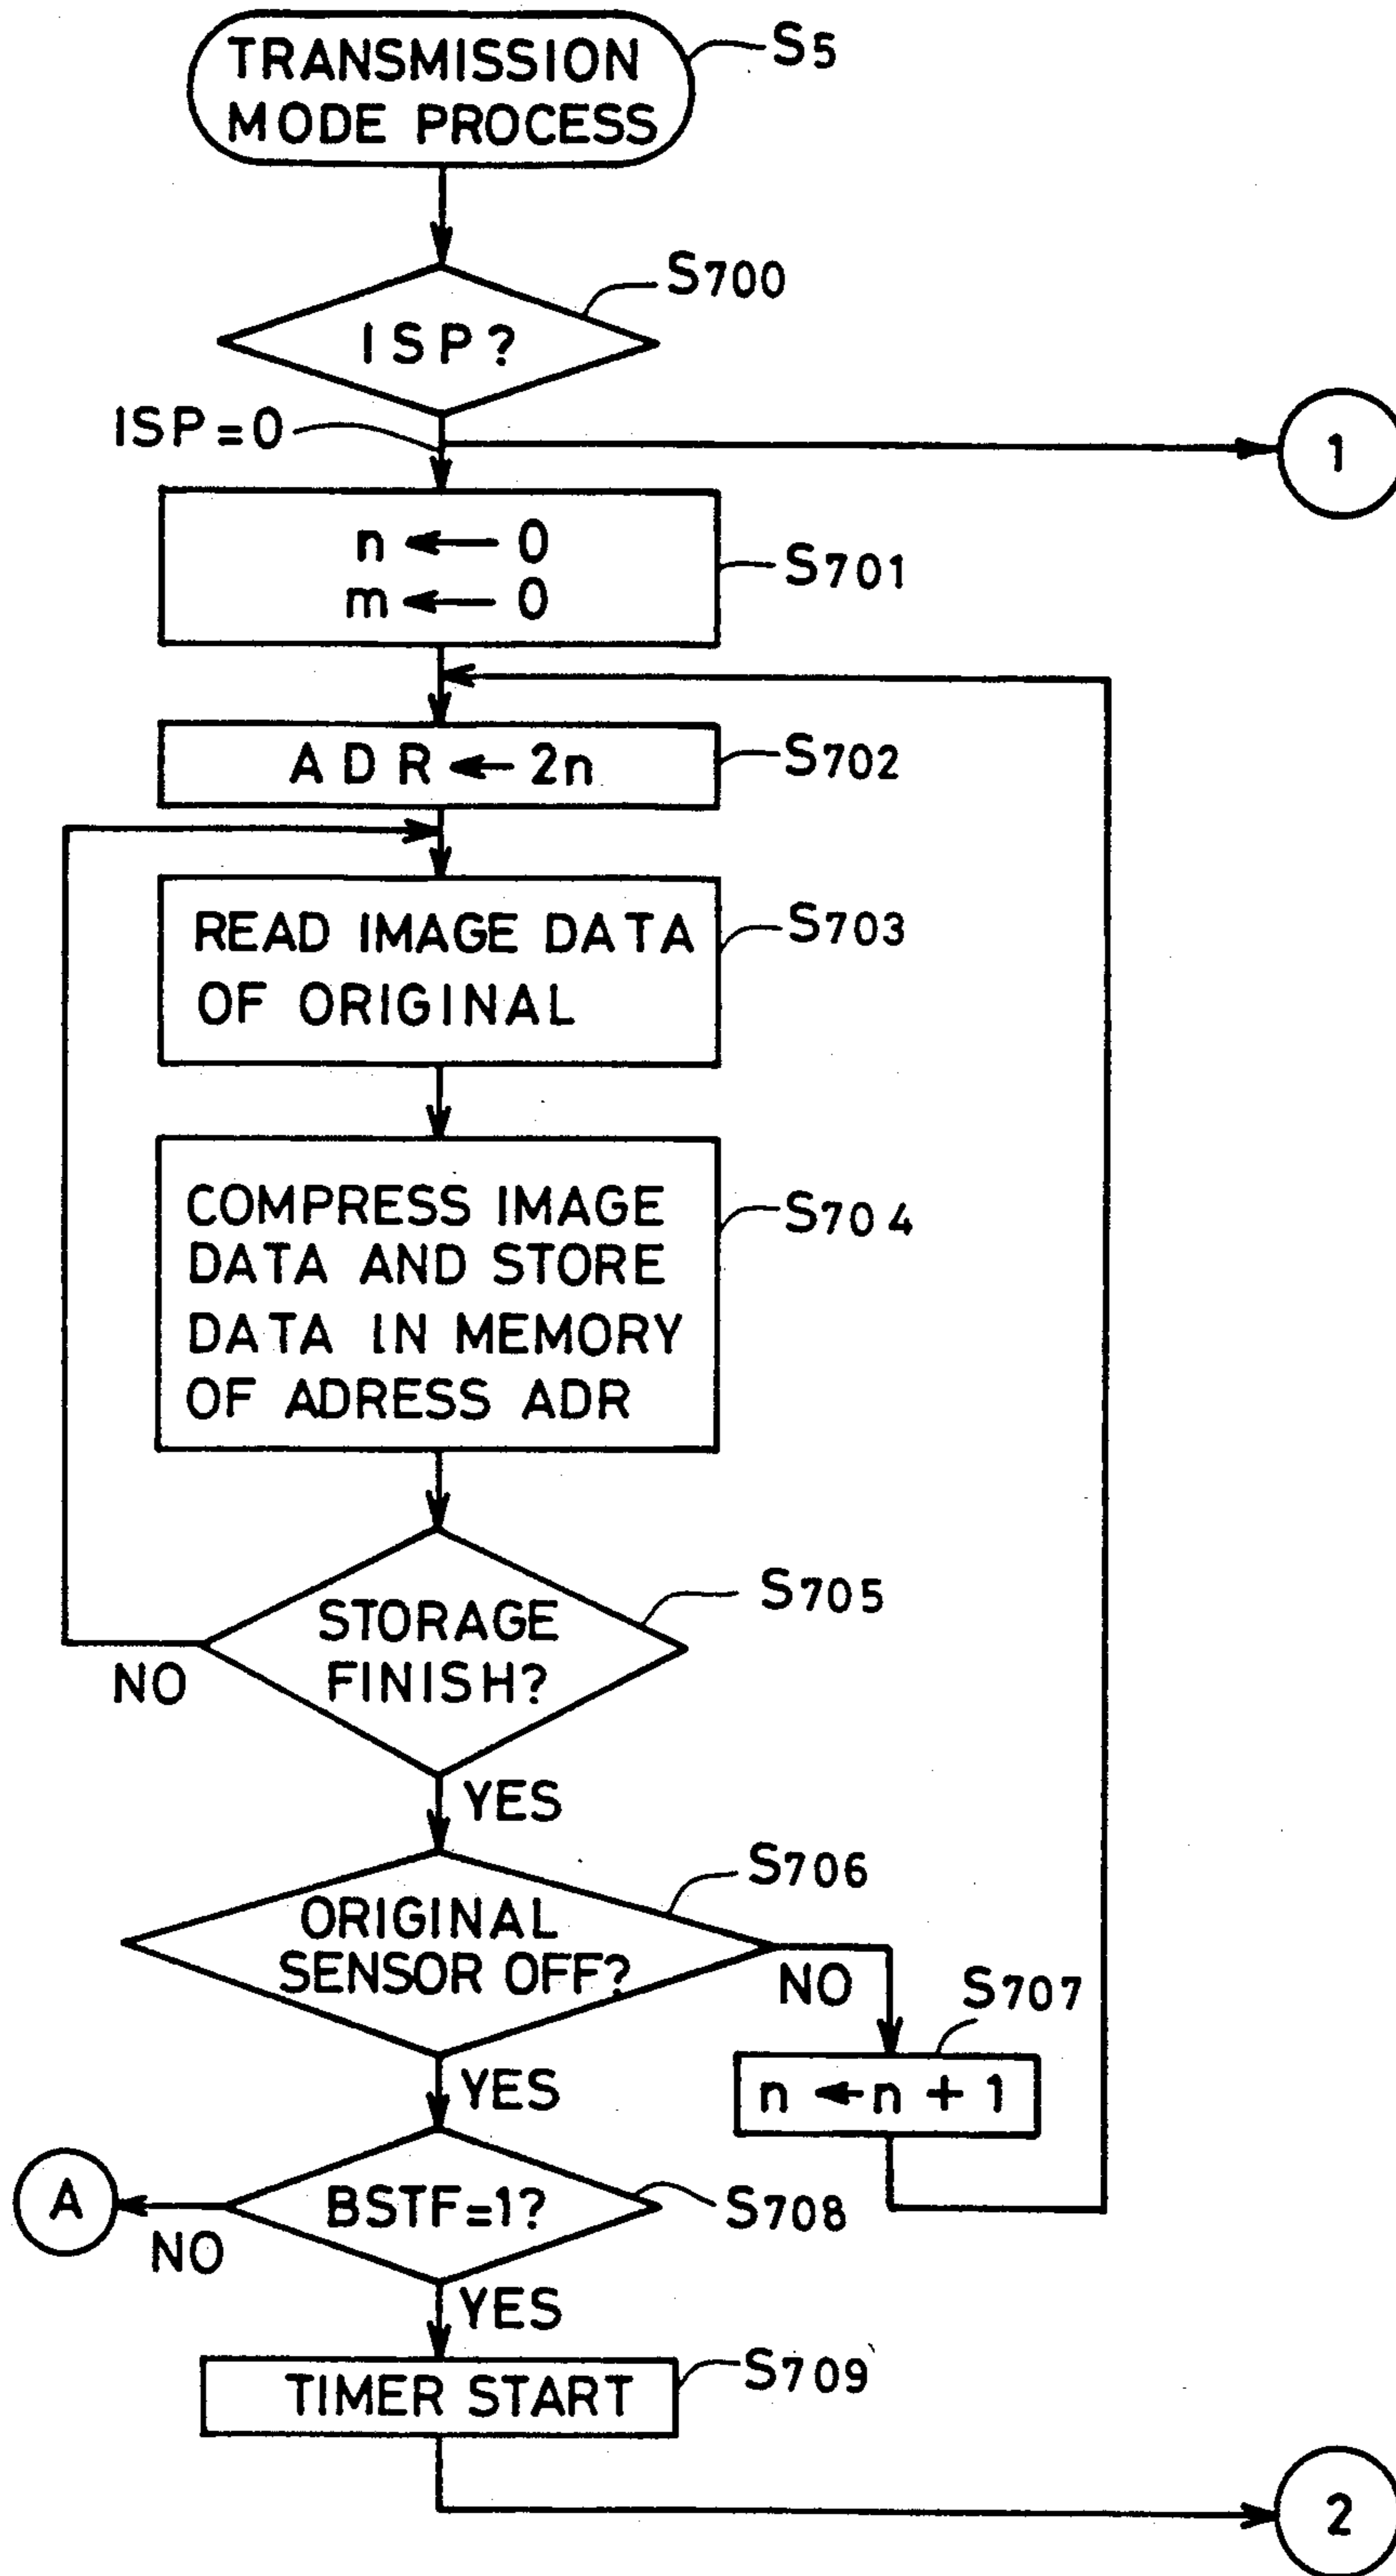 TRANSMISSION
MODE PROCESS
S5
ISP?
S700
ISP=0
1
n ← 0
m ← 0
S701
ADR ← 2n
S702
READ IMAGE DATA
OF ORIGINAL
S703
COMPRESS IMAGE
DATA AND STORE
DATA IN MEMORY
OF ADRESS ADR
S704
STORAGE
FINISH?
S705
NO
YES
ORIGINAL
SENSOR OFF?
S706
NO
S707
n ← n + 1
YES
BSTF=1?
S708
A
NO
YES
TIMER START
S709
2